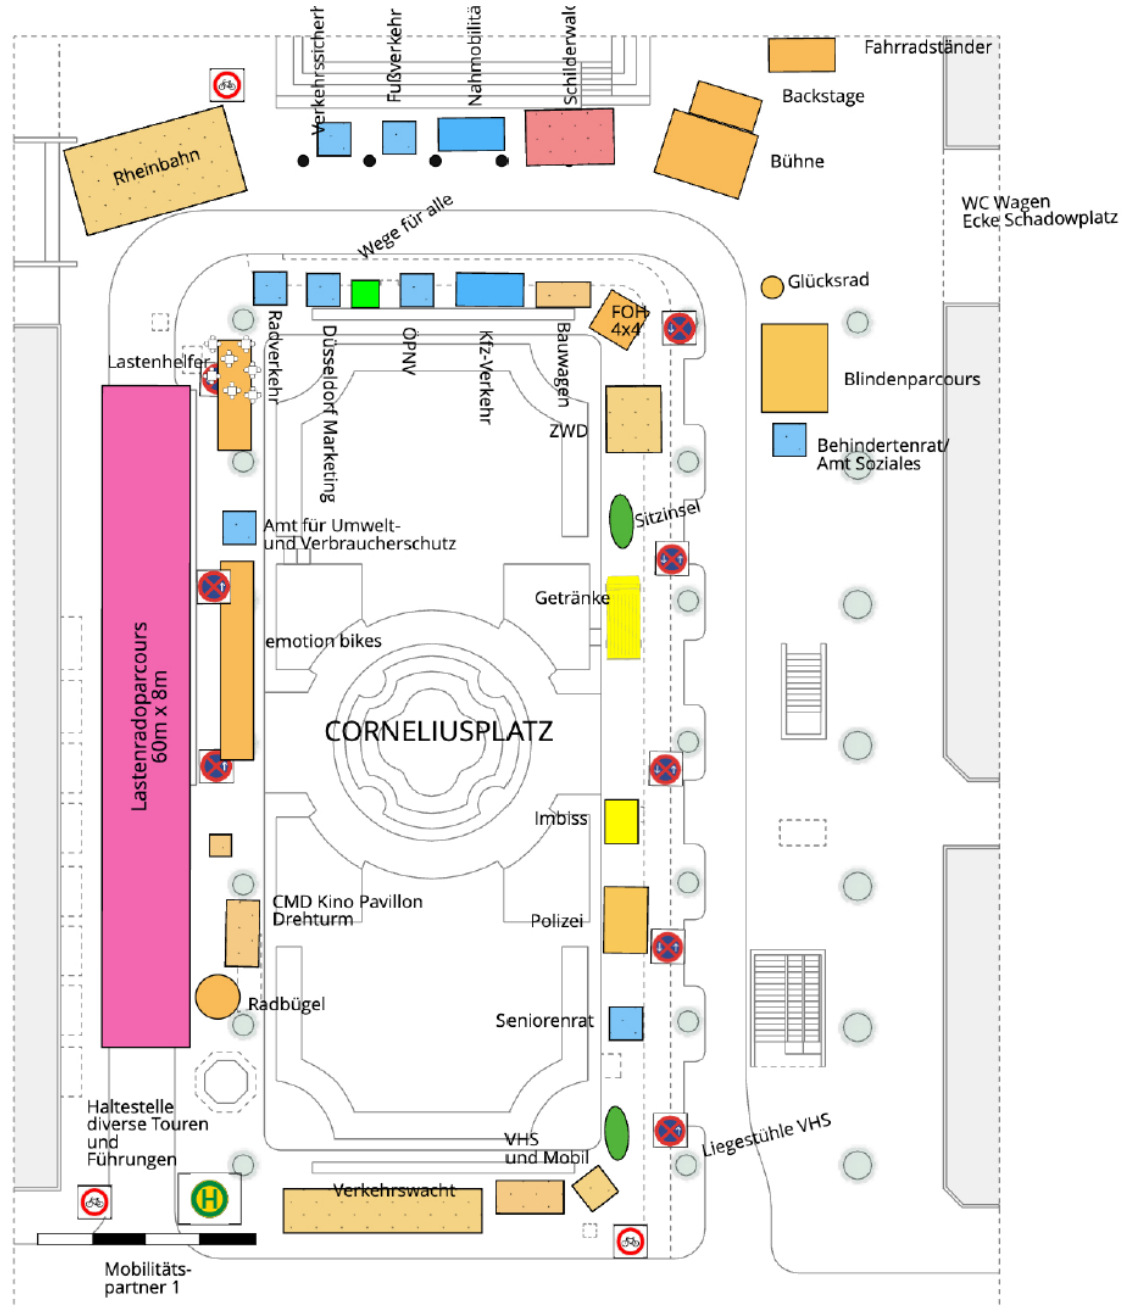 Verkehrssicherh
Fußverkehr
Nahmobilitä
Schilderwald
Fahrradständer
Backstage
Bühne
Rheinbahn
WC Wagen
Ecke Schadowplatz
Wege für alle
Glücksrad
FOH
4x4
Radverkehr
Düsseldorf Marketing
ÖPNV
Kfz-Verkehr
Bauwagen
Lastenhelfer
Blindenparcours
ZWD
Behindertenrat/
Amt Soziales
Sitzinsel
Amt für Umwelt-
und Verbraucherschutz
Getränke
emotion bikes
Lastenradoparcours
60m x 8m
CORNELIUSPLATZ
Imbiss
CMD Kino Pavillon
Drehturm
Polizei
Radbügel
Seniorenrat
Haltestelle
diverse Touren
und
Führungen
Liegestühle VHS
VHS
und Mobil
Verkehrswacht
H
Mobilitäts-
partner 1